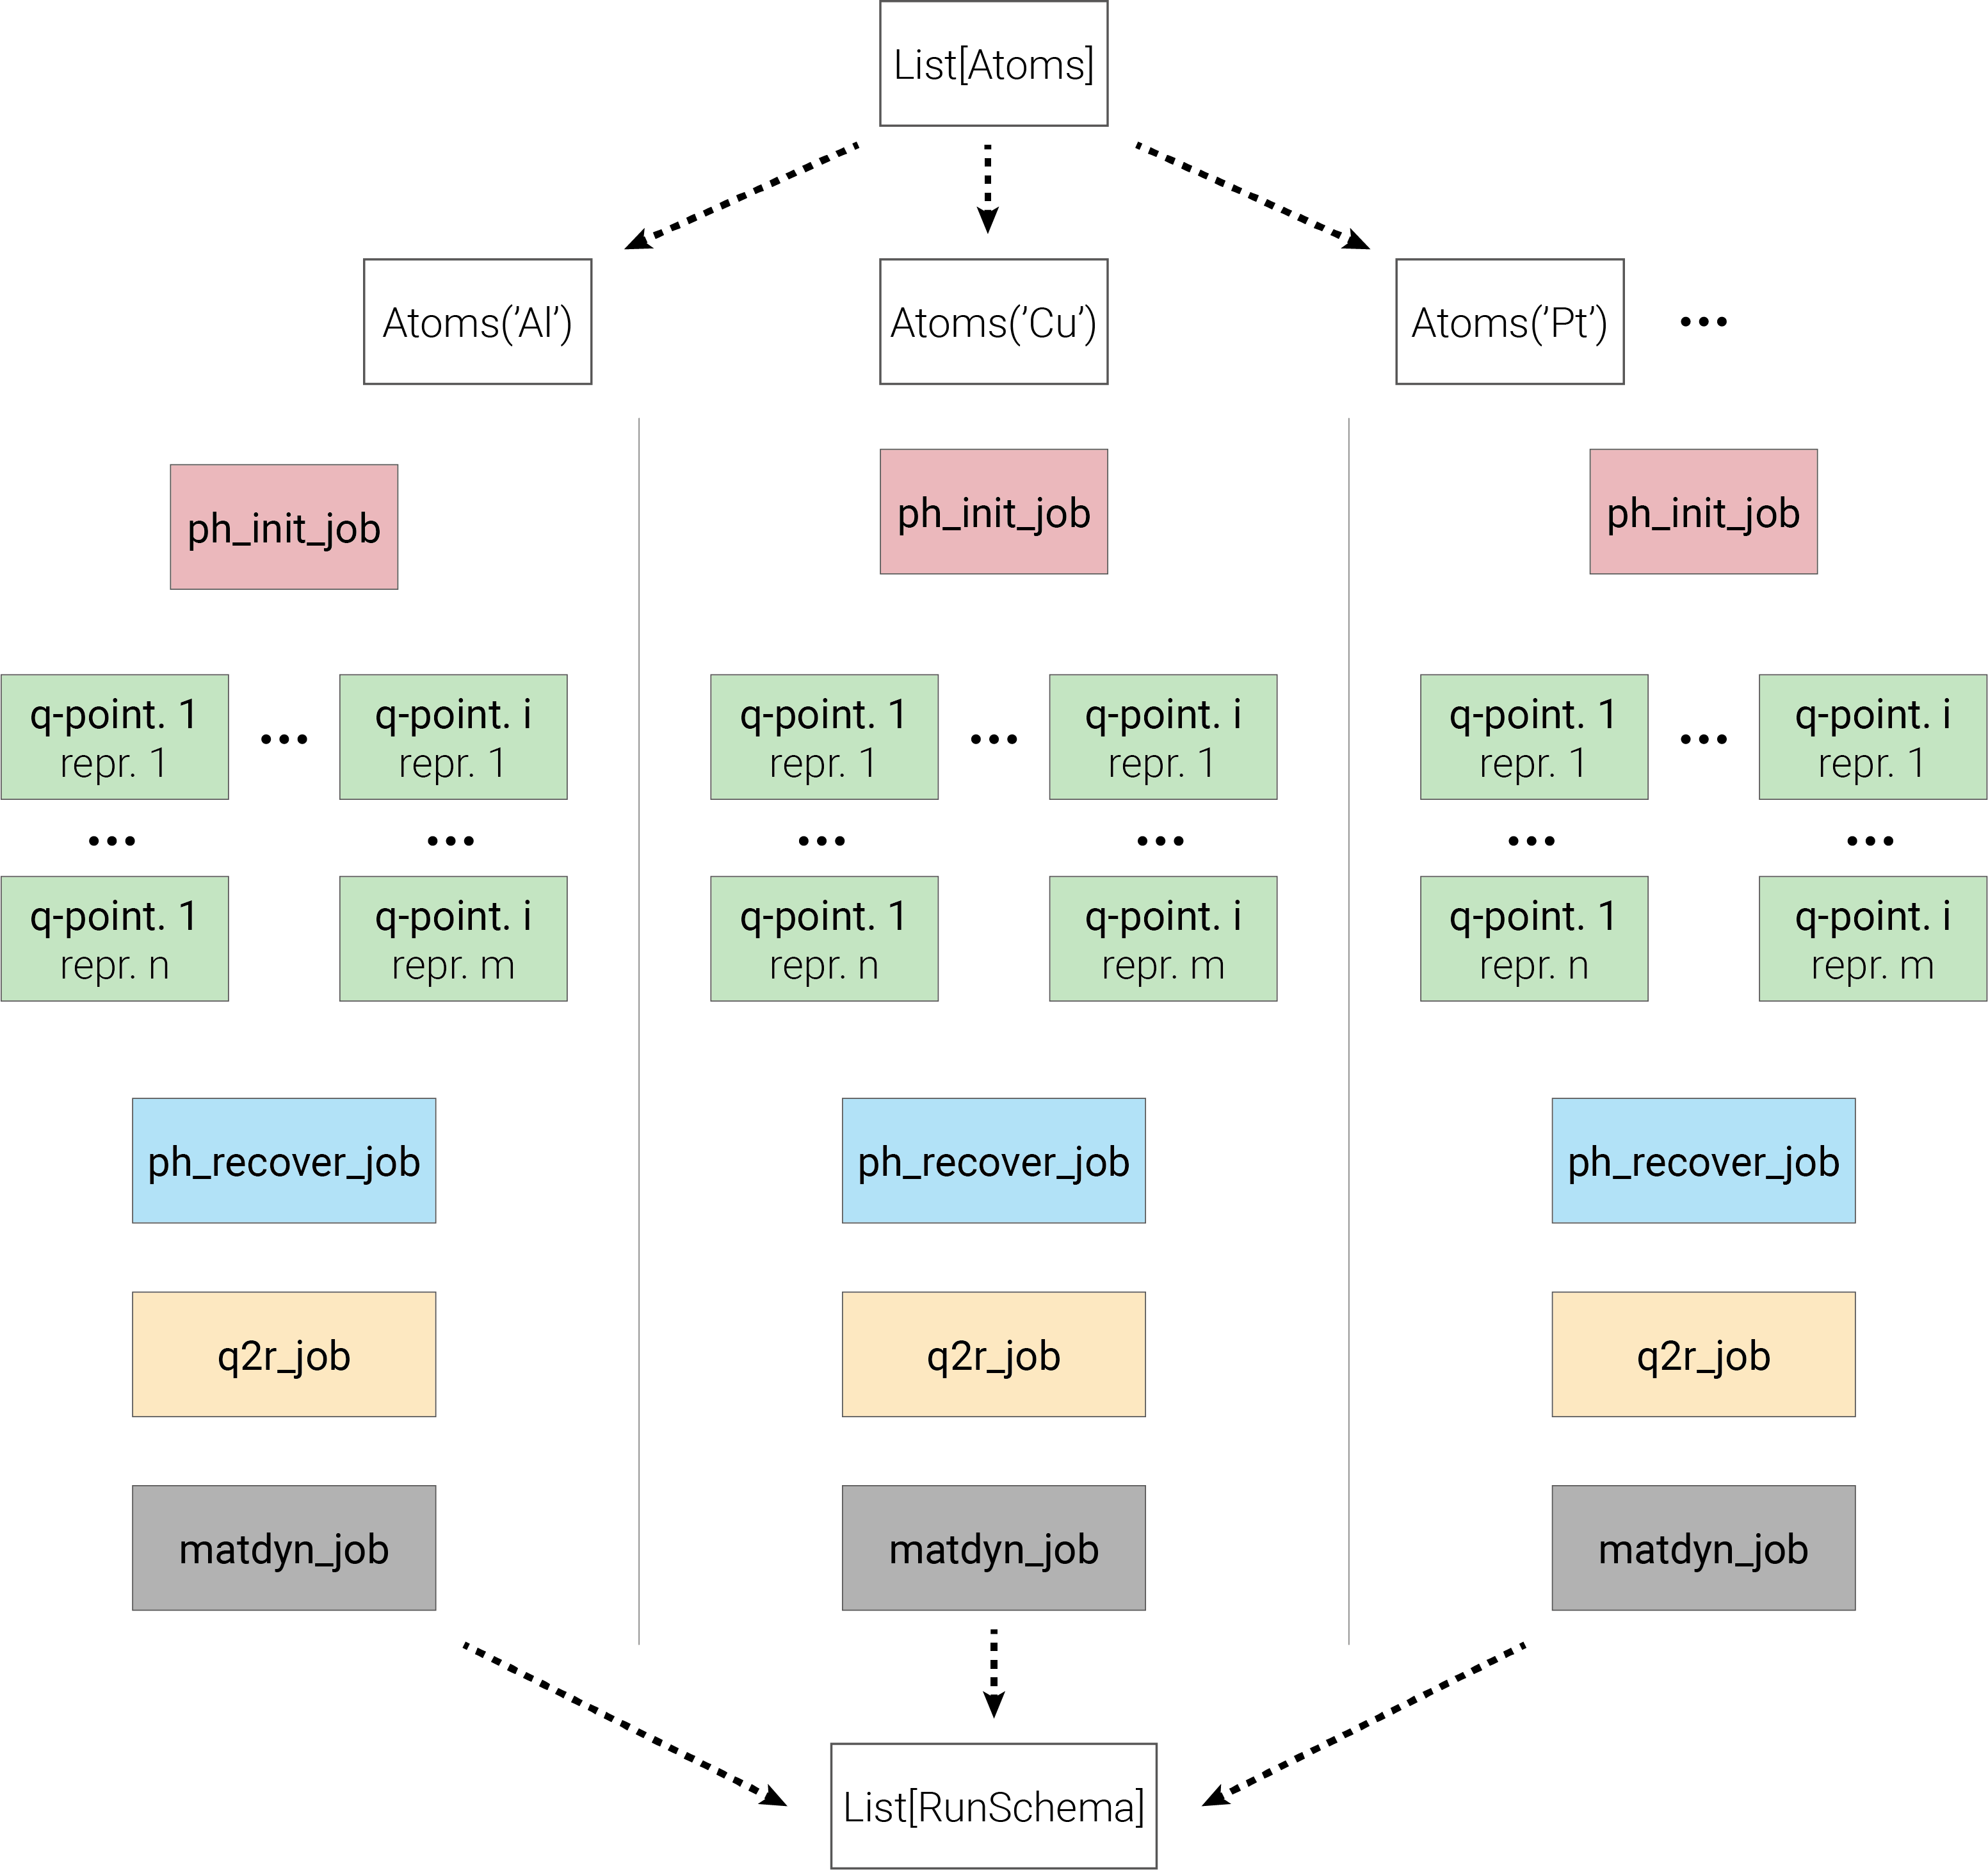 List[Atoms]
Atoms('Al')
Atoms('Cu')
Atoms('Pt')
...
ph_init_job
ph_init_job
ph_init_job
q-point. 1
repr. 1
...
q-point. i
repr. 1
q-point. 1
repr. 1
...
q-point. i
repr. 1
q-point. 1
repr. 1
...
q-point. i
repr. 1
...
...
...
...
...
...
q-point. 1
repr. n
q-point. i
repr. m
q-point. 1
repr. n
q-point. i
repr. m
q-point. 1
repr. n
q-point. i
repr. m
ph_recover_job
ph_recover_job
ph_recover_job
q2r_job
q2r_job
q2r_job
matdyn_job
matdyn_job
matdyn_job
List[RunSchema]